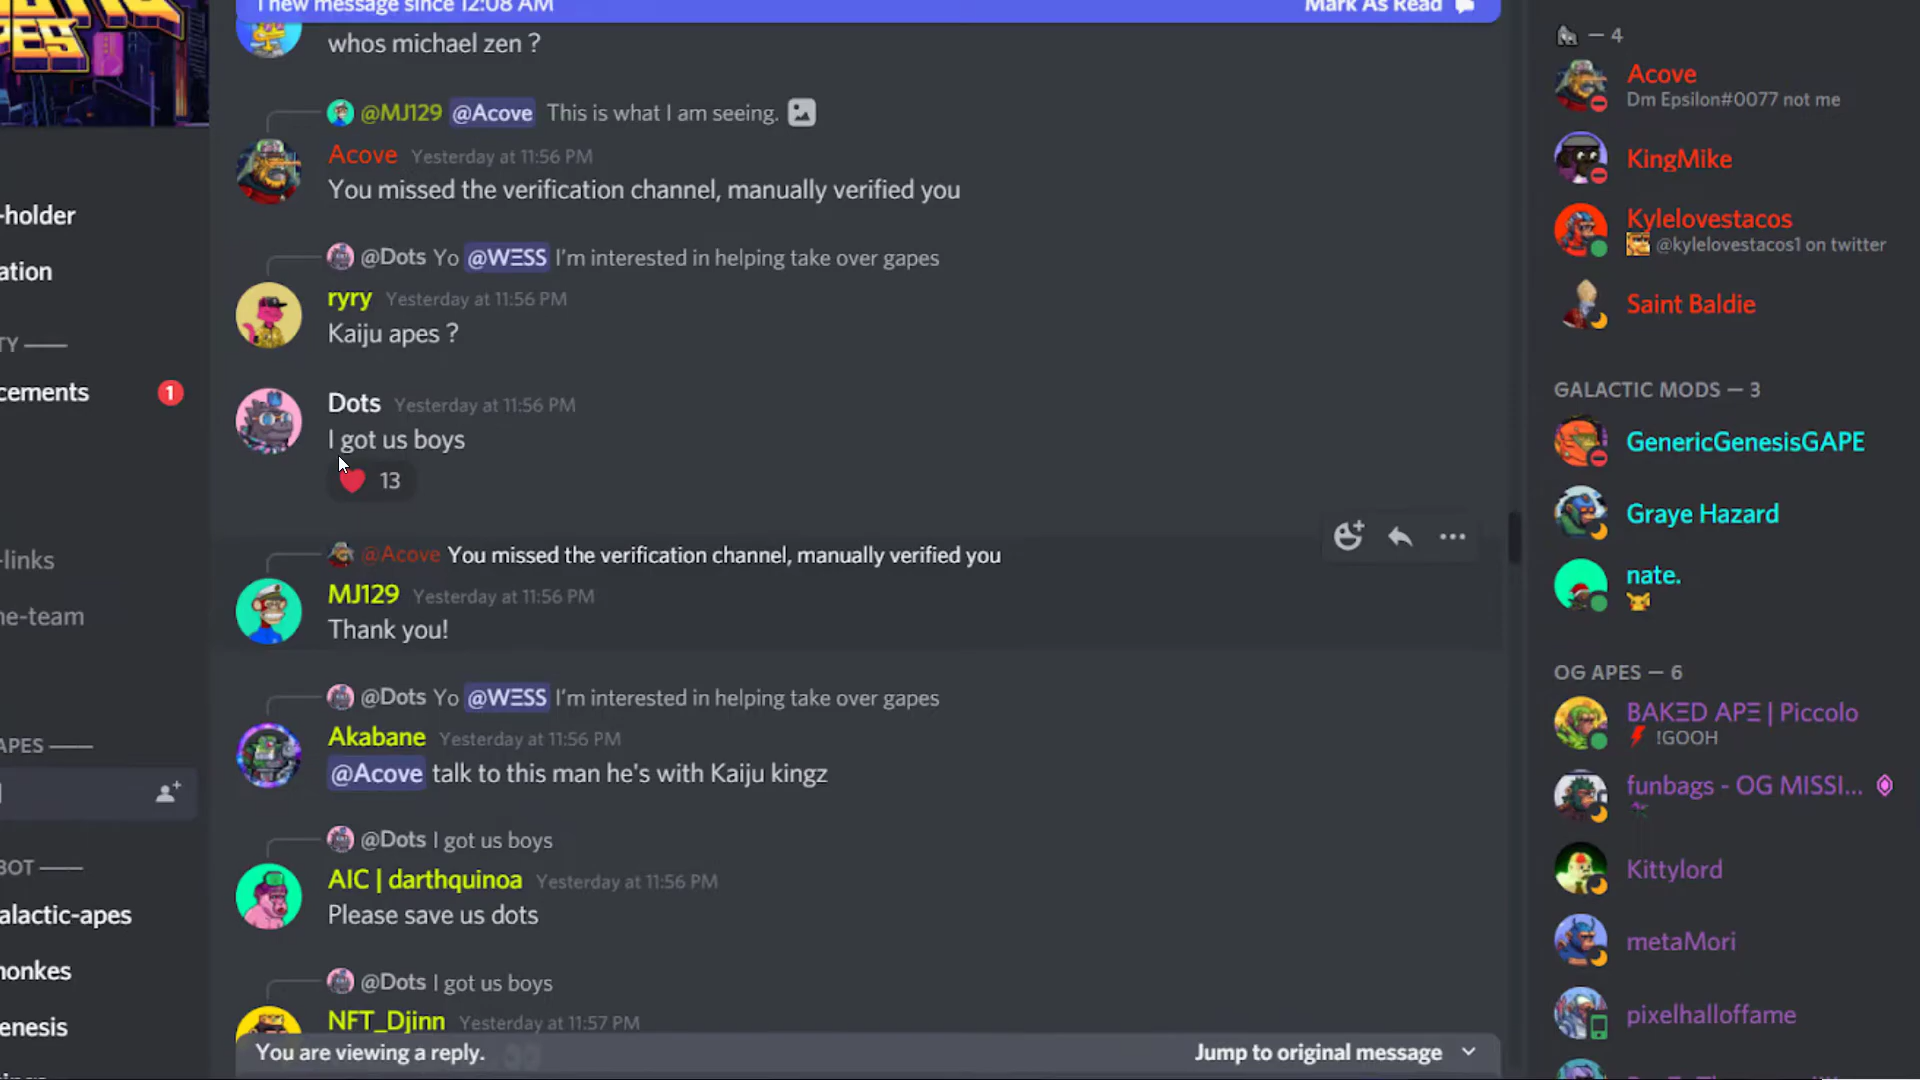 1 new message since 12:08 AM
Mark As Read
whos michael zen ?
@MJ129 @Acove This is what I am seeing.
Acove Yesterday at 11:56 PM
You missed the verification channel, manually verified you
@Dots Yo @WΞSS I'm interested in helping take over gapes
ryry Yesterday at 11:56 PM
Kaiju apes ?
Dots Yesterday at 11:56 PM
I got us boys
13
@Acove You missed the verification channel, manually verified you
MJ129 Yesterday at 11:56 PM
Thank you!
@Dots Yo @WΞSS I'm interested in helping take over gapes
Akabane Yesterday at 11:56 PM
@Acove talk to this man he's with Kaiju kingz
@Dots I got us boys
AIC | darthquinoa Yesterday at 11:56 PM
Please save us dots
@Dots I got us boys
NFT_Djinn Yesterday at 11:57 PM
You are viewing a reply.
Jump to original message
-holder
ation
TY
cements
1
-links
ne-team
APES
BOT
alactic-apes
nonkes
enesis
— 4
Acove
Dm Epsilon#0077 not me
KingMike
Kylelovestacos
@kylelovestacos1 on twitter
Saint Baldie
GALACTIC MODS — 3
GenericGenesisGAPE
Graye Hazard
nate.
OG APES — 6
BAKΞD APΞ | Piccolo
!GOOH
funbags - OG MISSI...
Kittylord
metaMori
pixelhalloffame